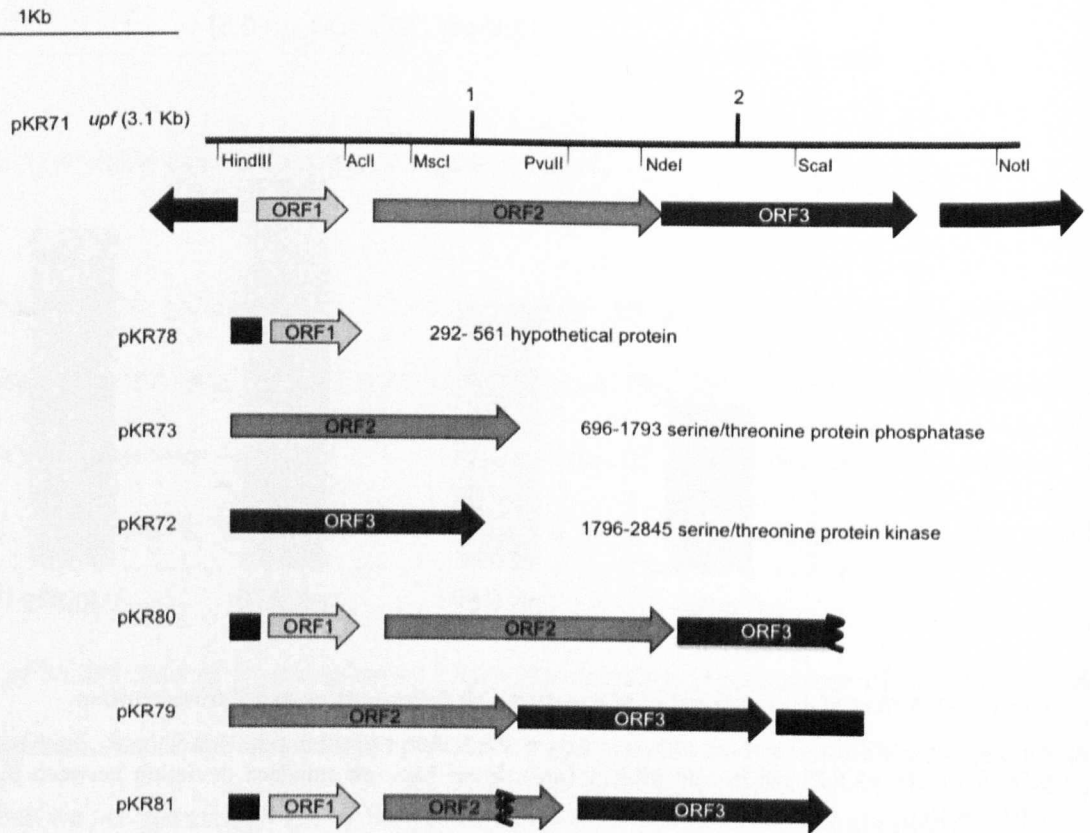 1Kb
1 2
pKR71 upf (3.1 Kb)
HindIII AclI MscI PvuII NdeI ScaI NotI
ORF1 ORF2 ORF3
pKR78 ORF1 292- 561 hypothetical protein
pKR73 ORF2 696-1793 serine/threonine protein phosphatase
pKR72 ORF3 1796-2845 serine/threonine protein kinase
pKR80 ORF1 ORF2 ORF3
pKR79 ORF2 ORF3
pKR81 ORF1 ORF2 ORF3